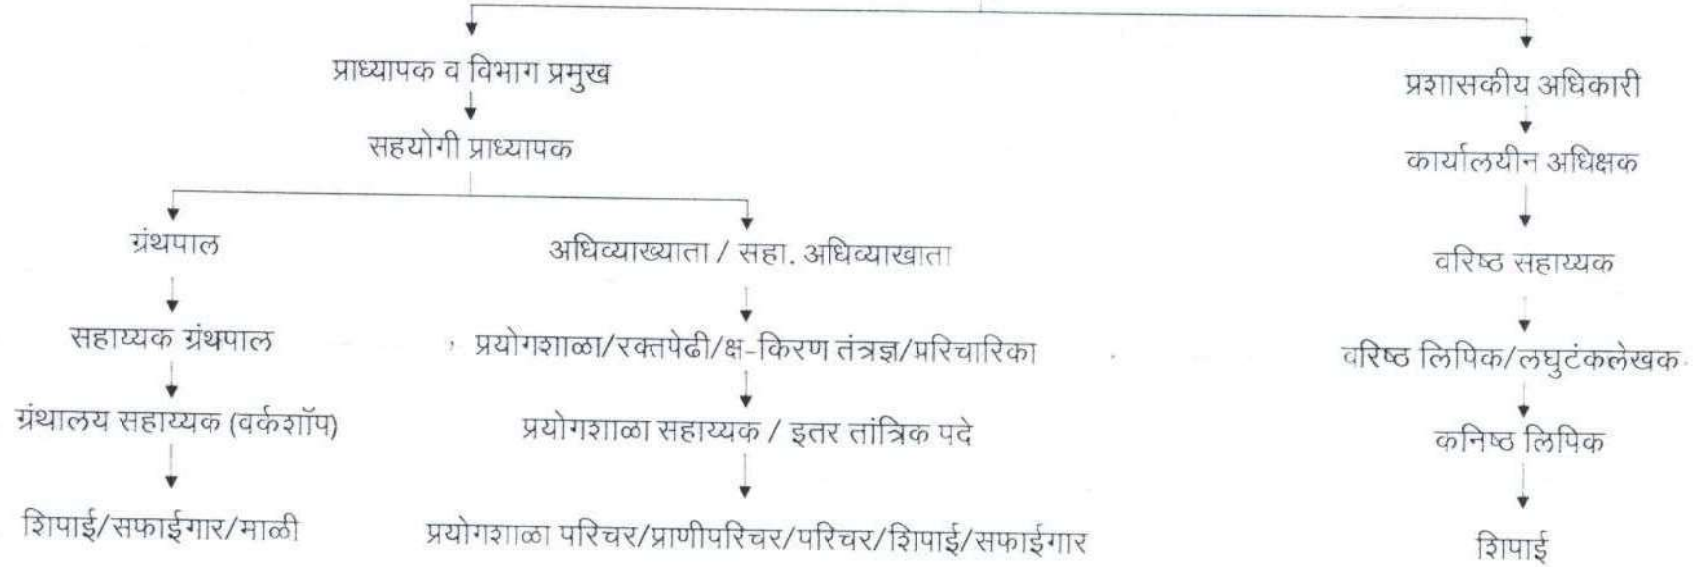 प्राध्यापक व विभाग प्रमुख
प्रशासकीय अधिकारी
सहयोगी प्राध्यापक
कार्यालयीन अधिक्षक
ग्रंथपाल
अधिव्याख्याता / सहा. अधिव्याखाता
वरिष्ठ सहाय्यक
सहाय्यक ग्रंथपाल
प्रयोगशाळा/रक्तपेढी/क्ष-किरण तंत्रज्ञ/परिचारिका
वरिष्ठ लिपिक/लघुटंकलेखक
ग्रंथालय सहाय्यक (वर्कशॉप)
प्रयोगशाळा सहाय्यक / इतर तांत्रिक पदे
कनिष्ठ लिपिक
शिपाई/सफाईगार/माळी
प्रयोगशाळा परिचर/प्राणीपरिचर/परिचर/शिपाई/सफाईगार
शिपाई